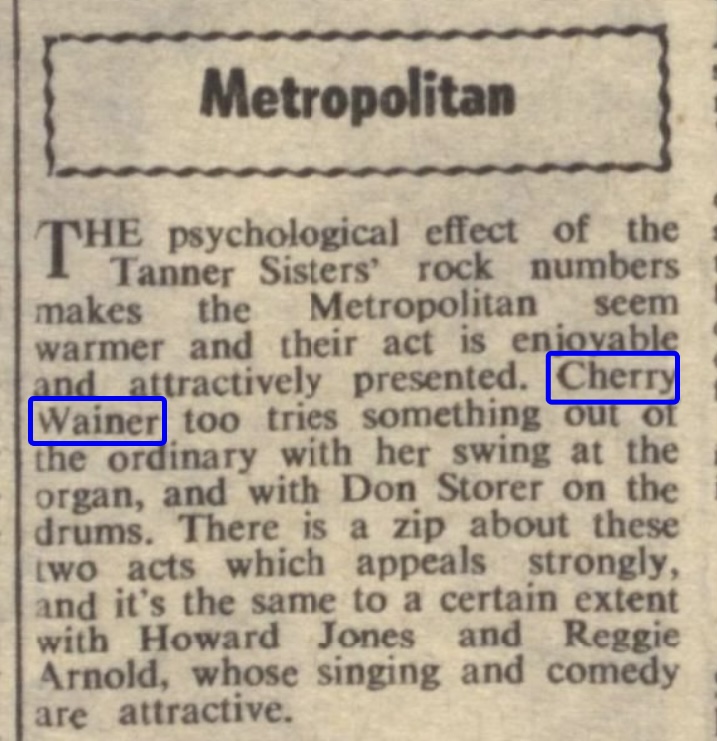 Metropolitan
THE psychological effect of the
Tanner Sisters' rock numbers
makes the Metropolitan seem
warmer and their act is enjoyable
and attractively presented. Cherry
Wainer too tries something out of
the ordinary with her swing at the
organ, and with Don Storer on the
drums. There is a zip about these
two acts which appeals strongly,
and it's the same to a certain extent
with Howard Jones and Reggie
Arnold, whose singing and comedy
are attractive.